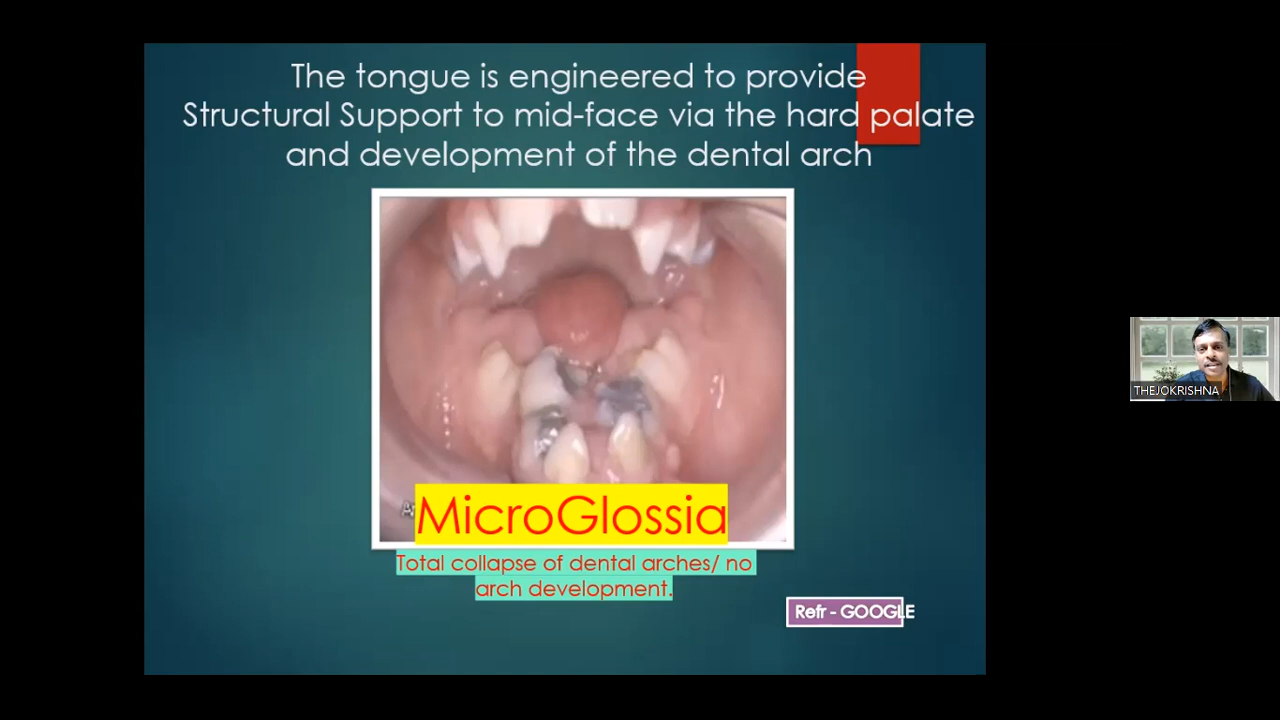 The tongue is engineered to provide
Structural Support to mid-face via the hard palate
and development of the dental arch
MicroGlossia
Total collapse of dental arches/ no
arch development.
Refr - GOOGLE
THEJOKRISHNA